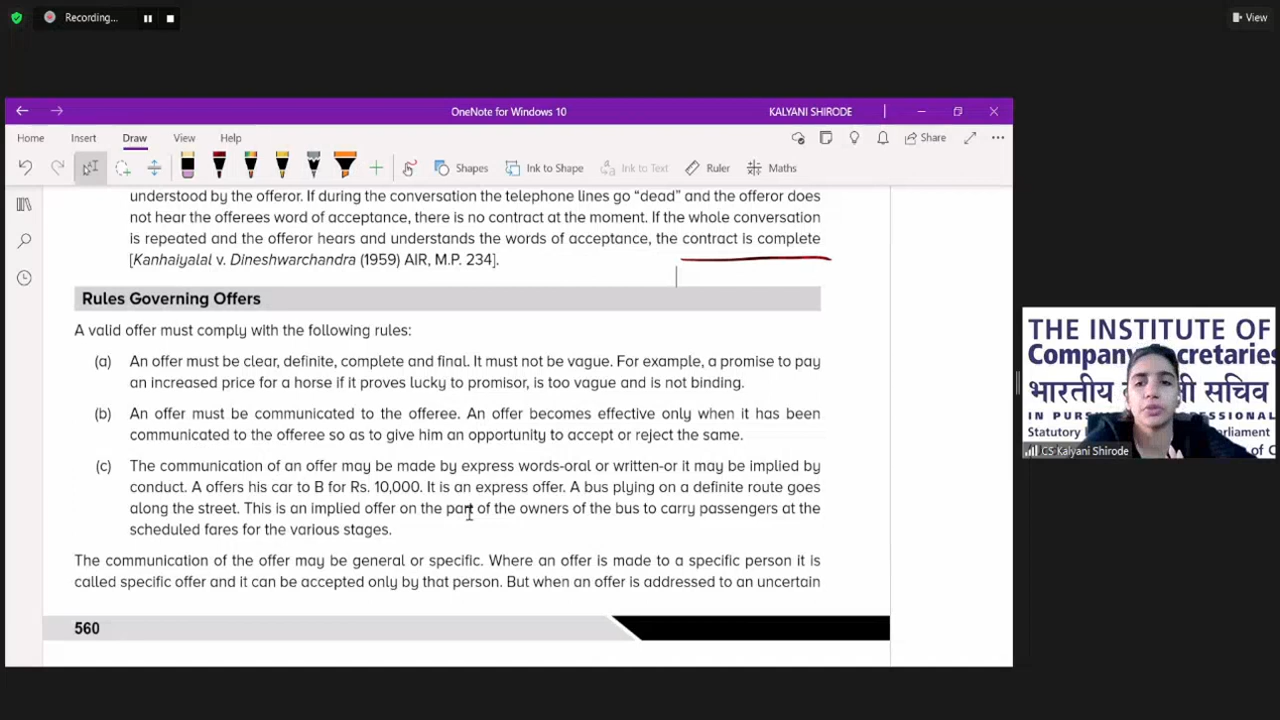 Recording...
View
OneNote for Windows 10
KALYANI SHIRODE
Home Insert Draw View Help
Share
Shapes Ink to Shape Ink to Text Ruler Maths
understood by the offeror. If during the conversation the telephone lines go “dead” and the offeror does
not hear the offerees word of acceptance, there is no contract at the moment. If the whole conversation
is repeated and the offeror hears and understands the words of acceptance, the contract is complete
[Kanhaiyalal v. Dineshwarchandra (1959) AIR, M.P. 234].
Rules Governing Offers
A valid offer must comply with the following rules:
(a) An offer must be clear, definite, complete and final. It must not be vague. For example, a promise to pay
an increased price for a horse if it proves lucky to promisor, is too vague and is not binding.
(b) An offer must be communicated to the offeree. An offer becomes effective only when it has been
communicated to the offeree so as to give him an opportunity to accept or reject the same.
(c) The communication of an offer may be made by express words-oral or written-or it may be implied by
conduct. A offers his car to B for Rs. 10,000. It is an express offer. A bus plying on a definite route goes
along the street. This is an implied offer on the part of the owners of the bus to carry passengers at the
scheduled fares for the various stages.
The communication of the offer may be general or specific. Where an offer is made to a specific person it is
called specific offer and it can be accepted only by that person. But when an offer is addressed to an uncertain
560
THE INSTITUTE OF
Company
भारतीय सचिव
IN PURS
Statutory
CS Kalyani Shirode